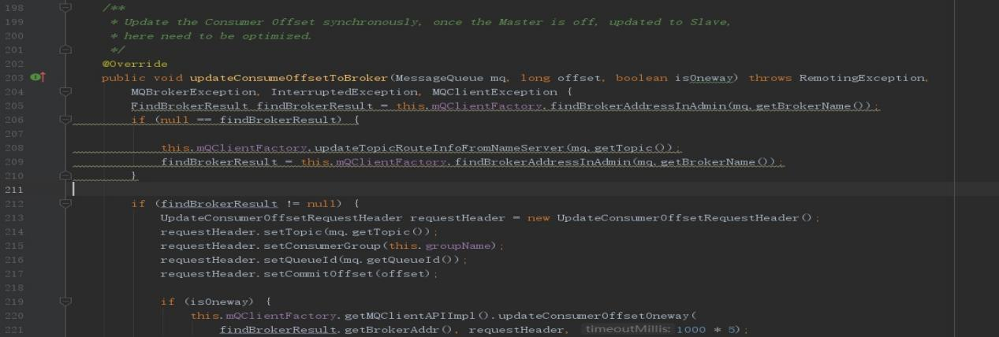 198 /**
199 * Update the Consumer Offset synchronously, once the Master is off, updated to Slave,
200 * here need to be optimized.
201 */
202 @Override
203 public void updateConsumeOffsetToBroker(MessageQueue mq, long offset, boolean isOneway) throws RemotingException,
204 MQBrokerException, InterruptedException, MQClientException {
205 FindBrokerResult findBrokerResult = this.mQClientFactory.findBrokerAddressInAdmin(mq.getBrokerName());
206 if (null == findBrokerResult) {
207
208 this.mQClientFactory.updateTopicRouteInfoFromNameServer(mq.getTopic());
209 findBrokerResult = this.mQClientFactory.findBrokerAddressInAdmin(mq.getBrokerName());
210 }
211
212 if (findBrokerResult != null) {
213 UpdateConsumerOffsetRequestHeader requestHeader = new UpdateConsumerOffsetRequestHeader();
214 requestHeader.setTopic(mq.getTopic());
215 requestHeader.setConsumerGroup(this.groupName);
216 requestHeader.setQueueId(mq.getQueueId());
217 requestHeader.setCommitOffset(offset);
218
219 if (isOneway) {
220 this.mQClientFactory.getMQClientAPIImpl().updateConsumerOffsetOneway(
221 findBrokerResult.getBrokerAddr(), requestHeader, timeoutMillis: 1000 * 5);